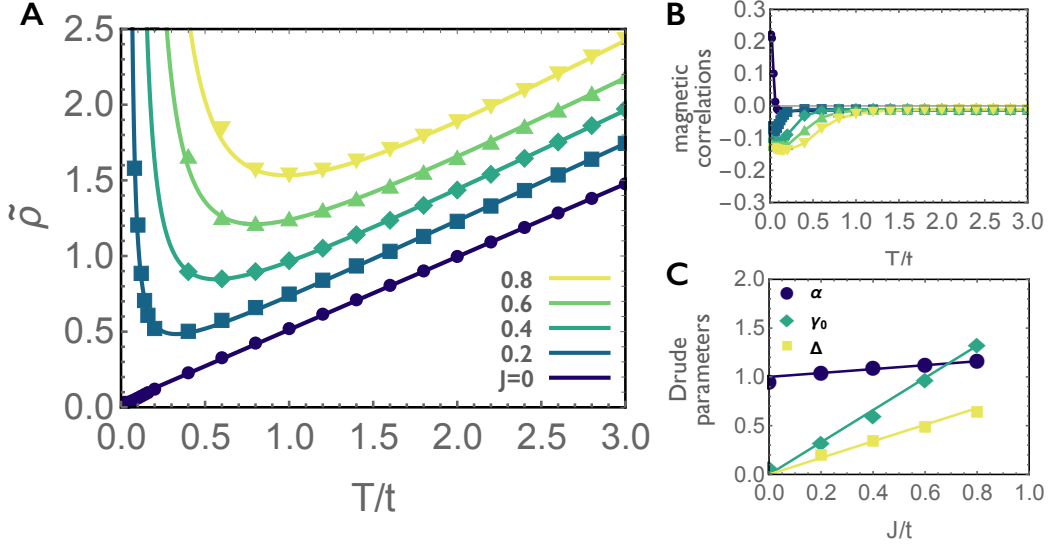 A
2.5
2.0
1.5
1.0
0.5
0.0
ρ̃
0.8
0.6
0.4
0.2
J=0
0.0 0.5 1.0 1.5 2.0 2.5 3.0
T/t
B
0.3
0.2
0.1
0.0
−0.1
−0.2
−0.3
magnetic
correlations
0.0 0.5 1.0 1.5 2.0 2.5 3.0
T/t
C
2.0
1.5
1.0
0.5
0.0
Drude
parameters
α
γ₀
Δ
0.0 0.2 0.4 0.6 0.8 1.0
J/t